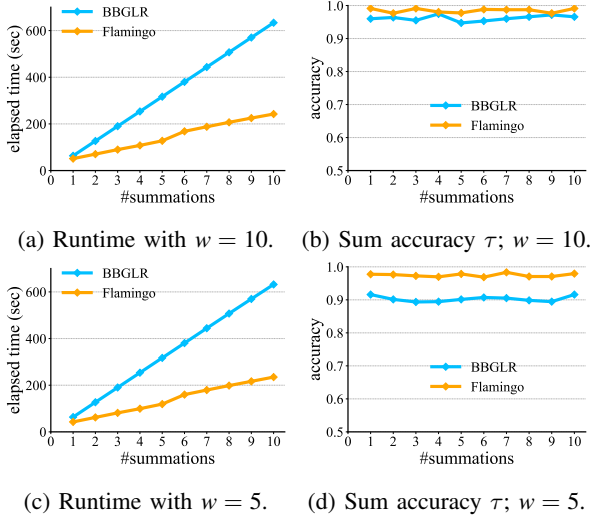 BBGLR
Flamingo
elapsed time (sec)
600
400
200
0
0 1 2 3 4 5 6 7 8 9 10
#summations
(a) Runtime with w = 10.
accuracy
1.0
0.9
0.8
0.7
0.6
0.5
BBGLR
Flamingo
0 1 2 3 4 5 6 7 8 9 10
#summations
(b) Sum accuracy τ; w = 10.
BBGLR
Flamingo
elapsed time (sec)
600
400
200
0
0 1 2 3 4 5 6 7 8 9 10
#summations
(c) Runtime with w = 5.
accuracy
1.0
0.9
0.8
0.7
0.6
0.5
BBGLR
Flamingo
0 1 2 3 4 5 6 7 8 9 10
#summations
(d) Sum accuracy τ; w = 5.